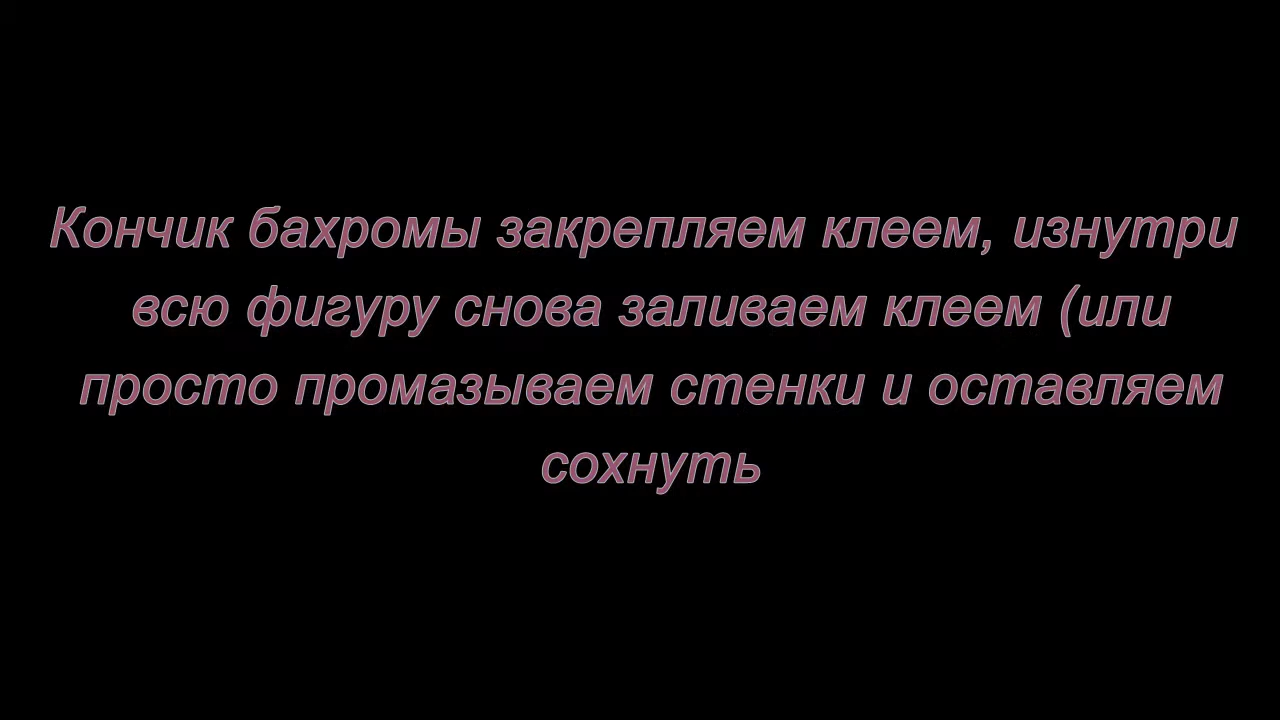 Кончик бахромы закрепляем клеем, изнутри
всю фигуру снова заливаем клеем (или
просто промазываем стенки и оставляем
сохнуть